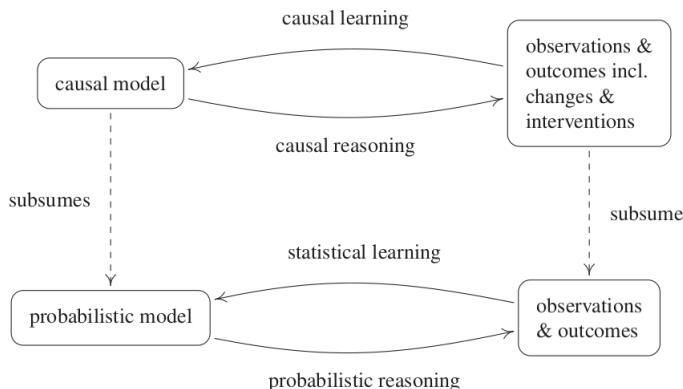 causal learning
causal model
observations &
outcomes incl.
changes &
interventions
causal reasoning
subsumes
subsume
statistical learning
probabilistic model
observations
& outcomes
probabilistic reasoning